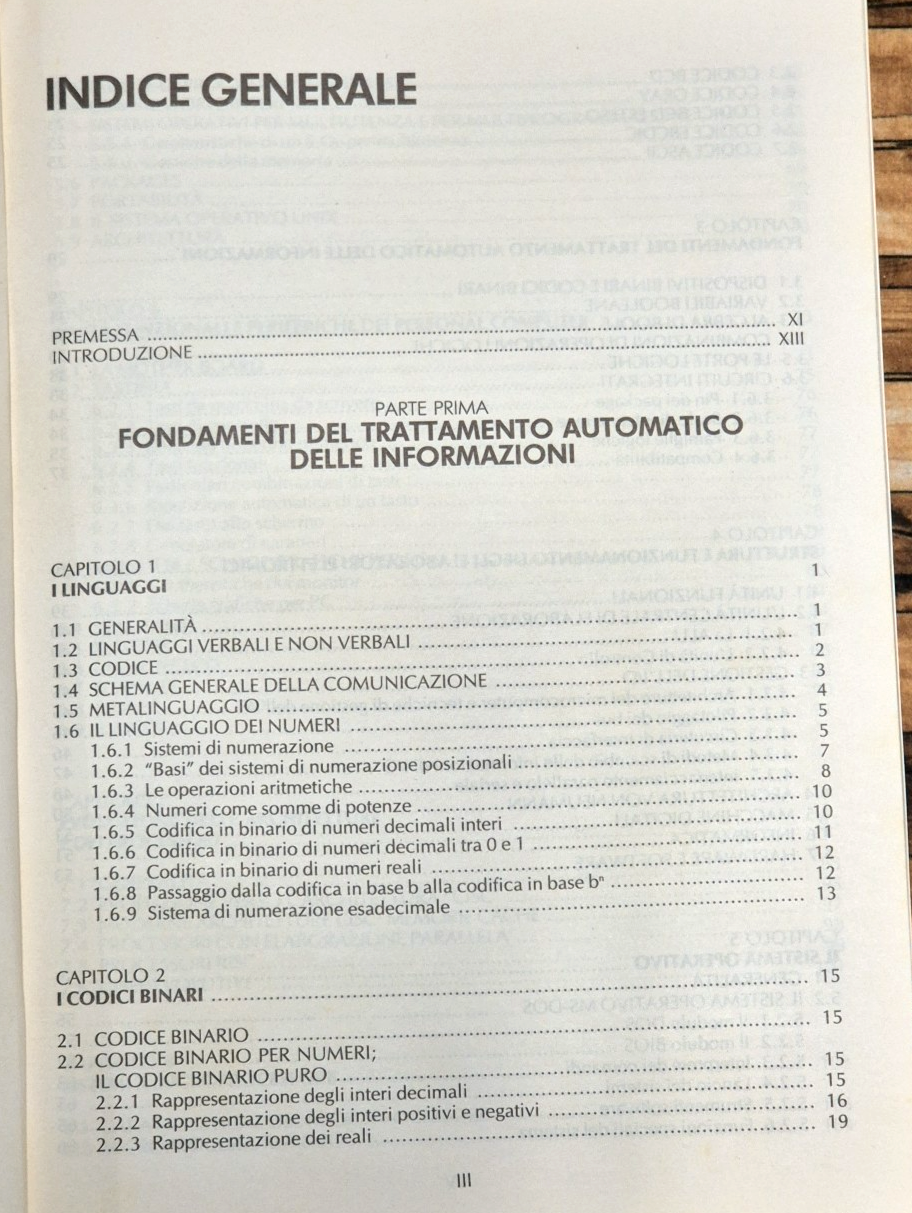 INDICE GENERALE
PREMESSA ........ XI
INTRODUZIONE ........ XIII
PARTE PRIMA
FONDAMENTI DEL TRATTAMENTO AUTOMATICO
DELLE INFORMAZIONI
CAPITOLO 1
I LINGUAGGI 1
1.1 GENERALITÀ ........ 1
1.2 LINGUAGGI VERBALI E NON VERBALI ........ 1
1.3 CODICE ........ 2
1.4 SCHEMA GENERALE DELLA COMUNICAZIONE ........ 3
1.5 METALINGUAGGIO ........ 4
1.6 IL LINGUAGGIO DEI NUMERI ........ 5
1.6.1 Sistemi di numerazione ........ 5
1.6.2 "Basi" dei sistemi di numerazione posizionali ........ 7
1.6.3 Le operazioni aritmetiche ........ 8
1.6.4 Numeri come somme di potenze ........ 10
1.6.5 Codifica in binario di numeri decimali interi ........ 10
1.6.6 Codifica in binario di numeri decimali tra 0 e 1 ........ 11
1.6.7 Codifica in binario di numeri reali ........ 12
1.6.8 Passaggio dalla codifica in base b alla codifica in base bⁿ ........ 12
1.6.9 Sistema di numerazione esadecimale ........ 13
CAPITOLO 2
I CODICI BINARI ........ 15
2.1 CODICE BINARIO ........ 15
2.2 CODICE BINARIO PER NUMERI;
IL CODICE BINARIO PURO ........ 15
2.2.1 Rappresentazione degli interi decimali ........ 15
2.2.2 Rappresentazione degli interi positivi e negativi ........ 16
2.2.3 Rappresentazione dei reali ........ 19
III